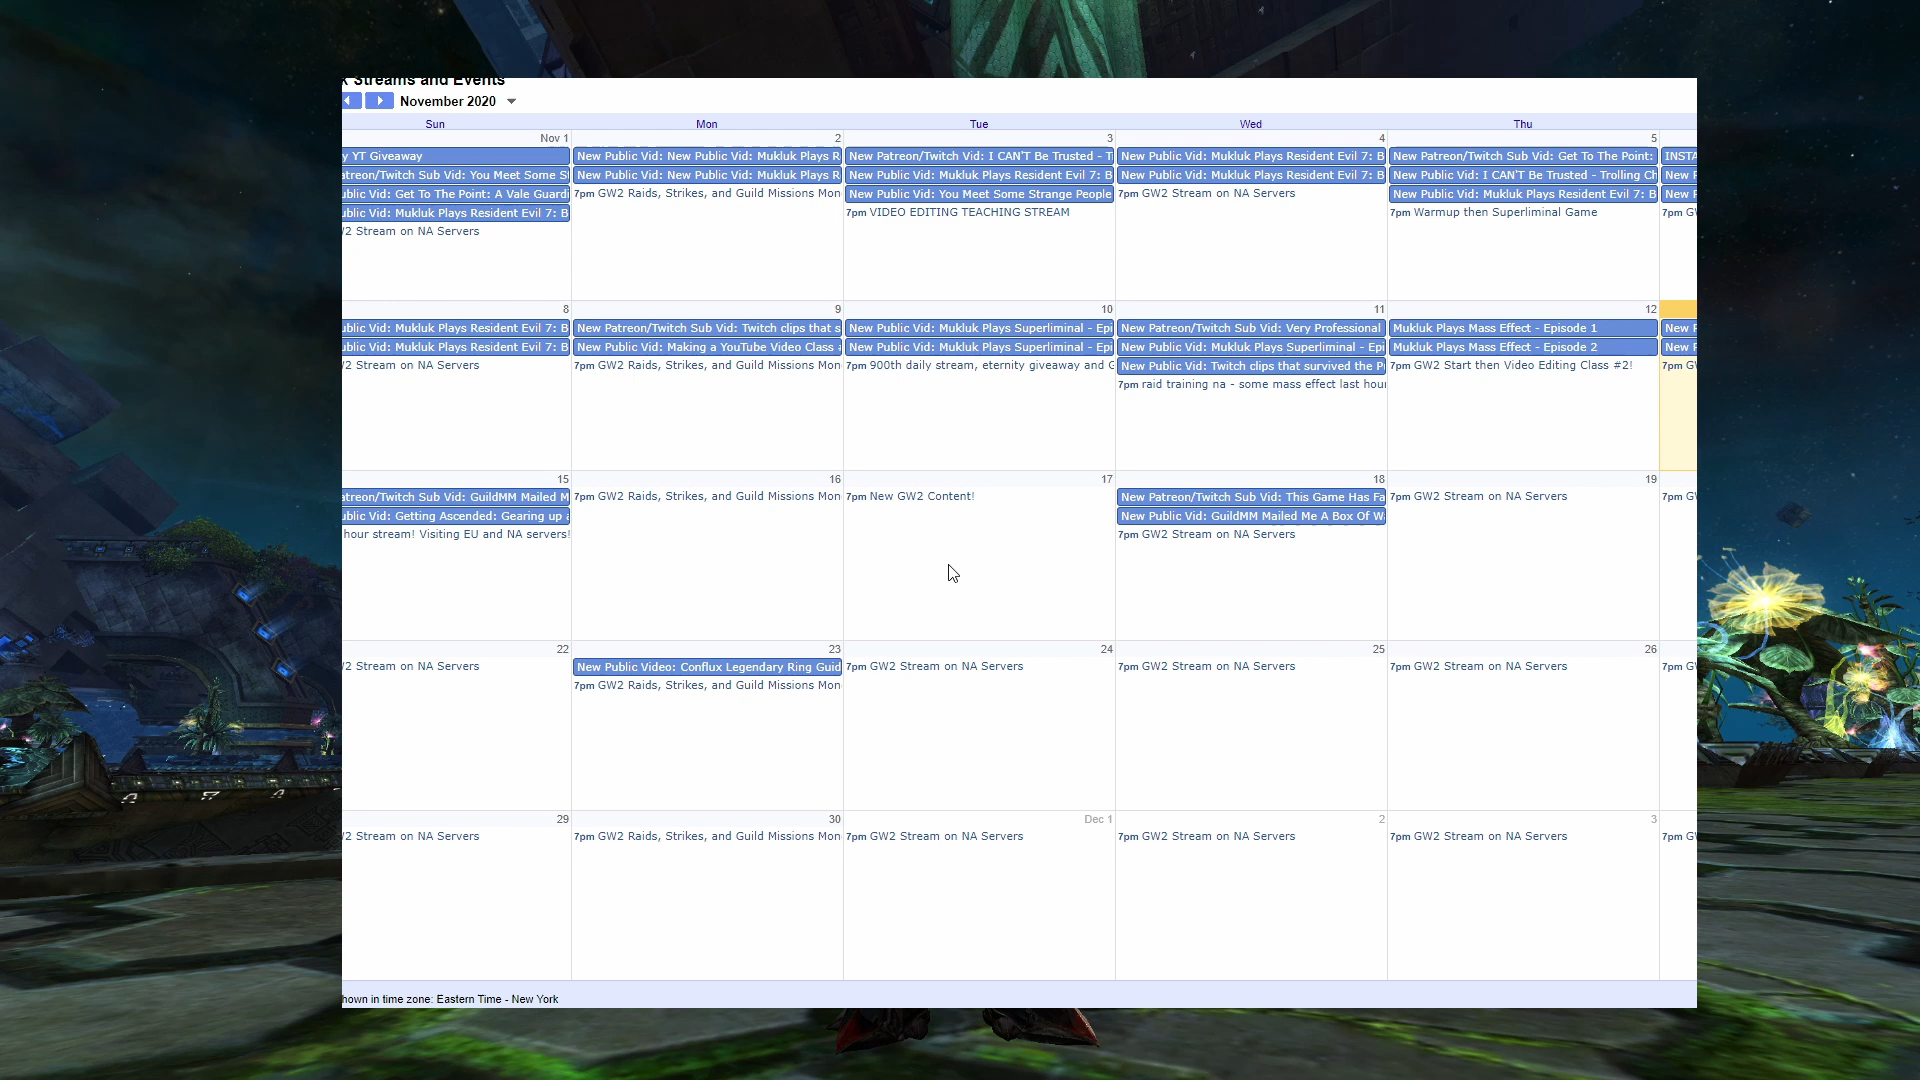 Streams and Events
November 2020
Sun Mon Tue Wed Thu
Nov 1 2 3 4 5
y YT Giveaway
New Public Vid: New Public Vid: Mukluk Plays R
New Patreon/Twitch Vid: I CAN'T Be Trusted - T
New Public Vid: Mukluk Plays Resident Evil 7: B
New Patreon/Twitch Sub Vid: Get To The Point:
INSTA
atreon/Twitch Sub Vid: You Meet Some S
New Public Vid: New Public Vid: Mukluk Plays R
New Public Vid: Mukluk Plays Resident Evil 7: B
New Public Vid: Mukluk Plays Resident Evil 7: B
New Public Vid: I CAN'T Be Trusted - Trolling Ch
New P
ublic Vid: Get To The Point: A Vale Guardi
7pm GW2 Raids, Strikes, and Guild Missions Mon
New Public Vid: You Meet Some Strange People
7pm GW2 Stream on NA Servers
New Public Vid: Mukluk Plays Resident Evil 7: B
New P
ublic Vid: Mukluk Plays Resident Evil 7: B
7pm VIDEO EDITING TEACHING STREAM
7pm Warmup then Superliminal Game
7pm GW
W2 Stream on NA Servers
8 9 10 11 12
ublic Vid: Mukluk Plays Resident Evil 7: B
New Patreon/Twitch Sub Vid: Twitch clips that s
New Public Vid: Mukluk Plays Superliminal - Epi
New Patreon/Twitch Sub Vid: Very Professional
Mukluk Plays Mass Effect - Episode 1
New P
ublic Vid: Mukluk Plays Resident Evil 7: B
New Public Vid: Making a YouTube Video Class
New Public Vid: Mukluk Plays Superliminal - Epi
New Public Vid: Mukluk Plays Superliminal - Epi
Mukluk Plays Mass Effect - Episode 2
New P
W2 Stream on NA Servers
7pm GW2 Raids, Strikes, and Guild Missions Mon
7pm 900th daily stream, eternity giveaway and G
New Public Vid: Twitch clips that survived the P
7pm GW2 Start then Video Editing Class #2!
7pm GW
7pm raid training na - some mass effect last hour
15 16 17 18 19
atreon/Twitch Sub Vid: GuildMM Mailed M
7pm GW2 Raids, Strikes, and Guild Missions Mon
7pm New GW2 Content!
New Patreon/Twitch Sub Vid: This Game Has Fa
7pm GW2 Stream on NA Servers
7pm GW
ublic Vid: Getting Ascended: Gearing up a
New Public Vid: GuildMM Mailed Me A Box Of W
hour stream! Visiting EU and NA servers!
7pm GW2 Stream on NA Servers
22 23 24 25 26
W2 Stream on NA Servers
New Public Video: Conflux Legendary Ring Guid
7pm GW2 Stream on NA Servers
7pm GW2 Stream on NA Servers
7pm GW2 Stream on NA Servers
7pm GW
7pm GW2 Raids, Strikes, and Guild Missions Mon
29 30 Dec 1 2 3
W2 Stream on NA Servers
7pm GW2 Raids, Strikes, and Guild Missions Mon
7pm GW2 Stream on NA Servers
7pm GW2 Stream on NA Servers
7pm GW2 Stream on NA Servers
7pm GW
hown in time zone: Eastern Time - New York